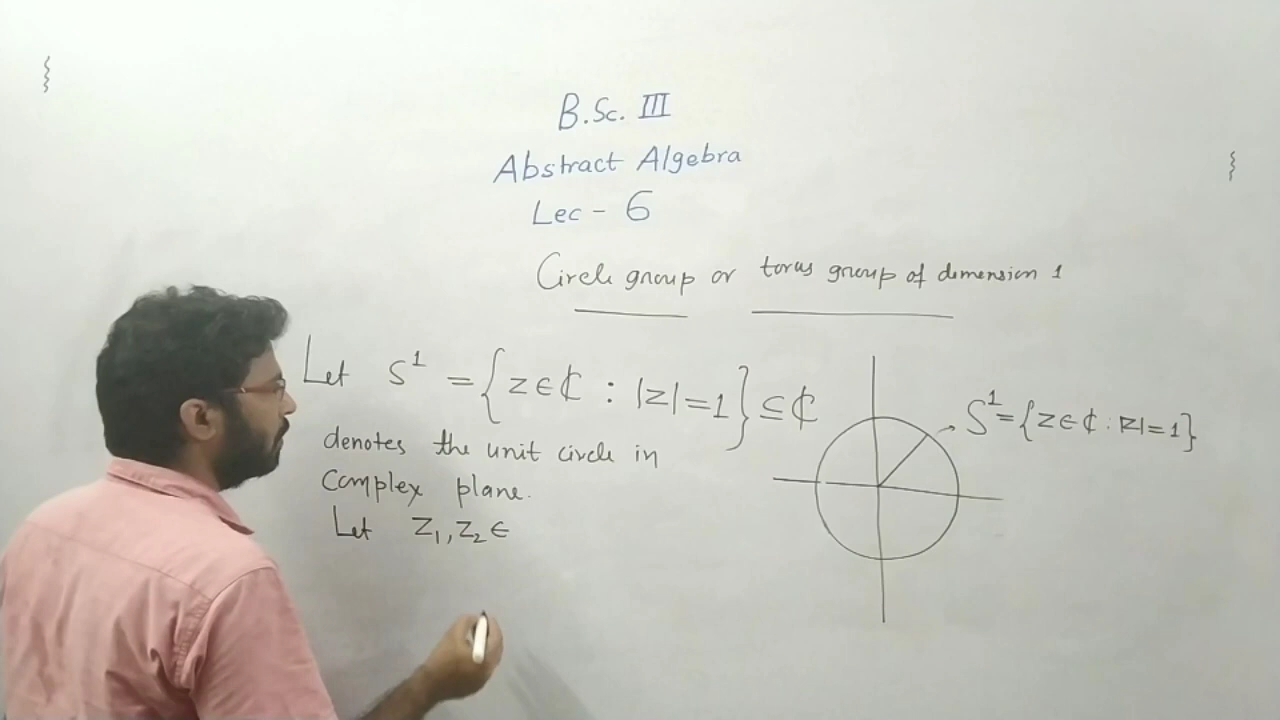 B.Sc. III
Abstract Algebra
Lec - 6
Circle group or torus group of dimension 1
Let S¹ = {z∈ℂ : |z|=1} ⊆ ℂ
S¹= {z∈ℂ : |z|=1}
denotes the unit circle in
Complex plane.
Let z₁, z₂ ∈